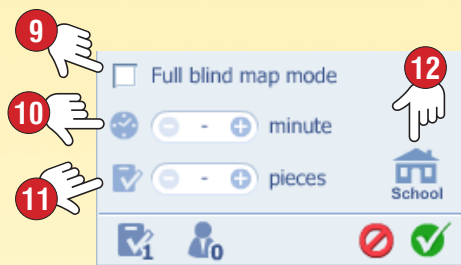 9
Full blind map mode
12
10
- - + minute
11
- - + pieces
School
1
0